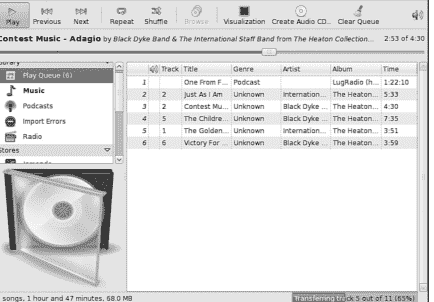 Play Previous Next Repeat Shuffle Browse Visualization Create Audio CD... Clear Queue
Contest Music - Adagio by Black Dyke Band & The International Staff Band from The Heaton Collection... 2:53 of 4:30
Library
Play Queue (6)
Music
Podcasts
Import Errors
Radio
Stores
Track Title Genre Artist Album Time
1 One From F... Podcast LugRadio (h... 1:22:10
2 2 Just As I Am Unknown Internation... The Heaton... 5:33
3 2 Contest Mu... Unknown Black Dyke ... The Heaton... 4:30
4 5 The Childre... Unknown Black Dyke ... The Heaton... 7:35
5 1 The Golden... Unknown Internation... The Heaton... 3:51
6 6 Victory For ... Unknown Black Dyke ... The Heaton... 3:59
songs, 1 hour and 47 minutes, 68.0 MB
Transferring track 5 out of 11 (65%)